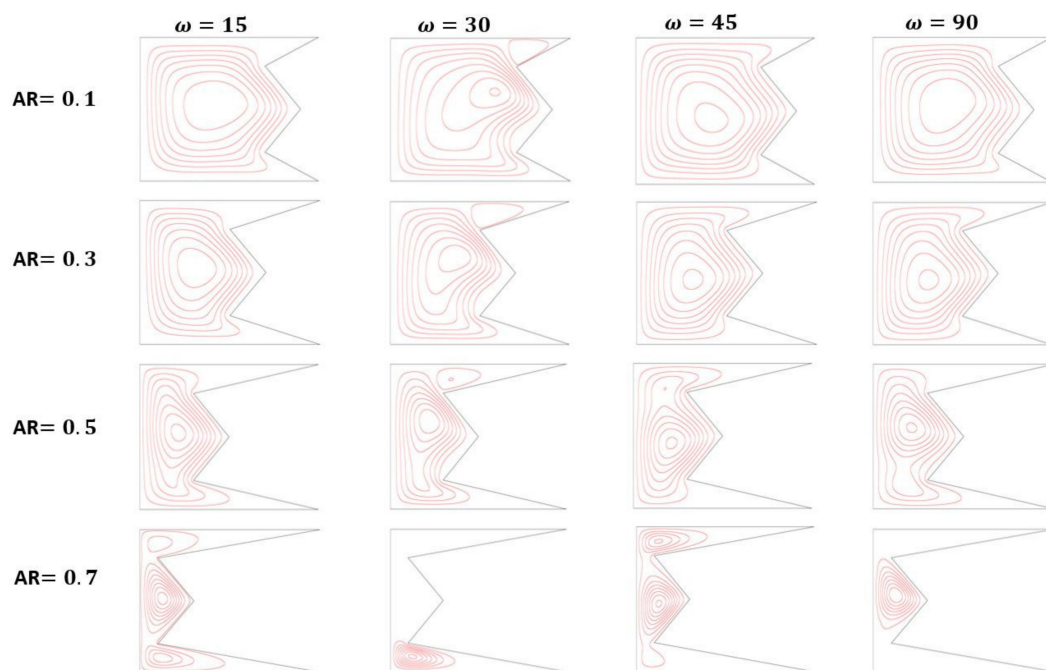 ω = 15 ω = 30 ω = 45 ω = 90
AR= 0.1
AR= 0.3
AR= 0.5
AR= 0.7